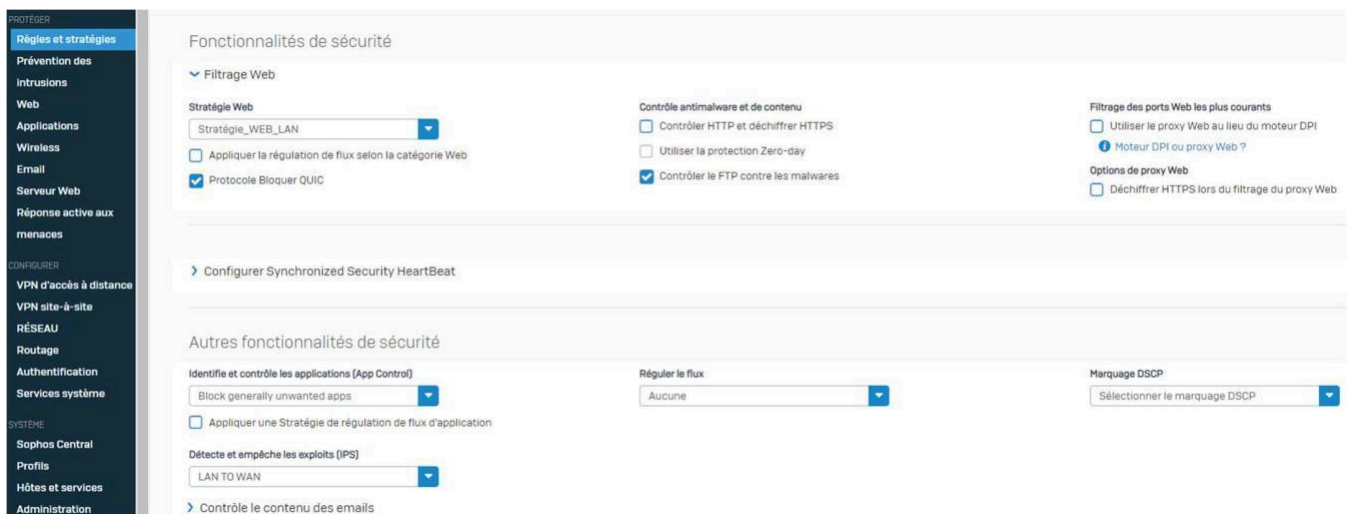 PROTÉGER
Règles et stratégies
Prévention des
intrusions
Web
Applications
Wireless
Email
Serveur Web
Réponse active aux
menaces
CONFIGURER
VPN d'accès à distance
VPN site-à-site
RÉSEAU
Routage
Authentification
Services système
SYSTÈME
Sophos Central
Profils
Hôtes et services
Administration
Fonctionnalités de sécurité
Filtrage Web
Stratégie Web
Stratégie_WEB_LAN
Appliquer la régulation de flux selon la catégorie Web
Protocole Bloquer QUIC
Contrôle antimalware et de contenu
Contrôler HTTP et déchiffrer HTTPS
Utiliser la protection Zero-day
Contrôler le FTP contre les malwares
Filtrage des ports Web les plus courants
Utiliser le proxy Web au lieu du moteur DPI
Moteur DPI ou proxy Web ?
Options de proxy Web
Déchiffrer HTTPS lors du filtrage du proxy Web
Configurer Synchronized Security HeartBeat
Autres fonctionnalités de sécurité
Identifie et contrôle les applications (App Control)
Block generally unwanted apps
Appliquer une Stratégie de régulation de flux d'application
Réguler le flux
Aucune
Marquage DSCP
Sélectionner le marquage DSCP
Détecte et empêche les exploits (IPS)
LAN TO WAN
Contrôle le contenu des emails